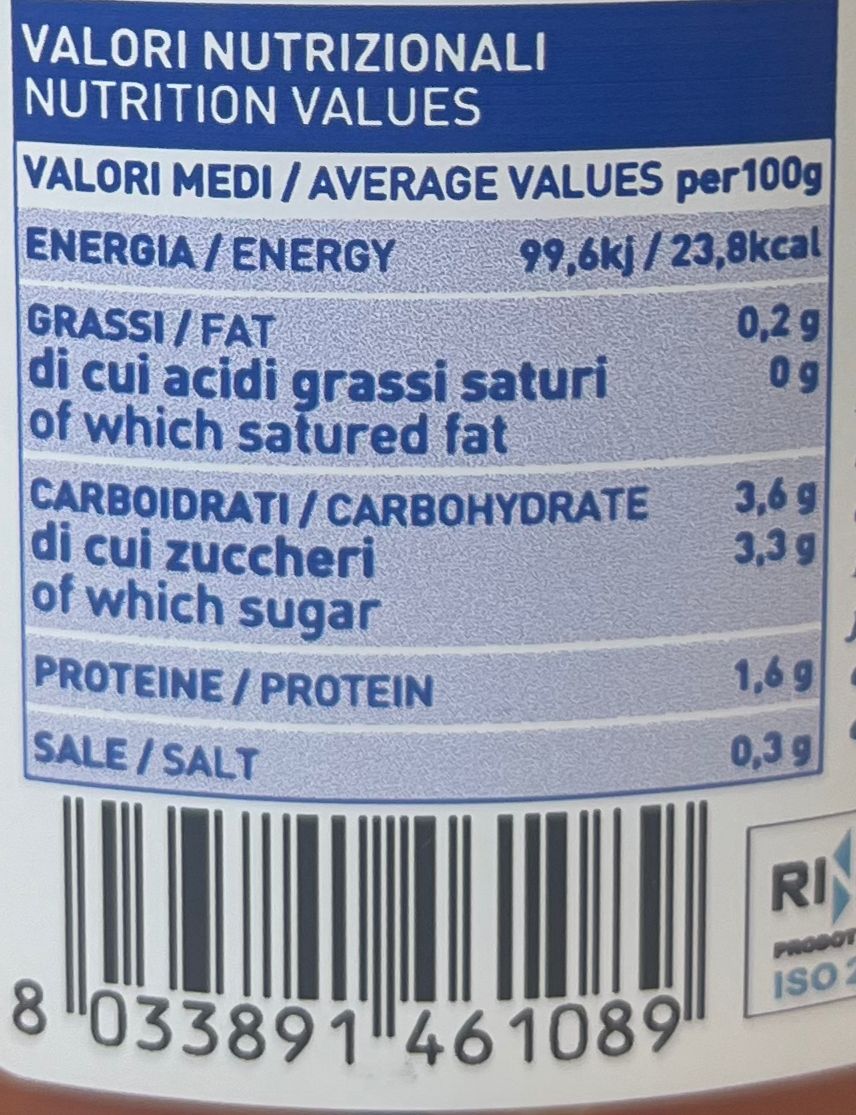 VALORI NUTRIZIONALI
NUTRITION VALUES
VALORI MEDI / AVERAGE VALUES per100g
ENERGIA / ENERGY 99,6kj / 23,8kcal
GRASSI / FAT 0,2 g
di cui acidi grassi saturi 0 g
of which satured fat
CARBOIDRATI / CARBOHYDRATE 3,6 g
di cui zuccheri 3,3 g
of which sugar
PROTEINE / PROTEIN 1,6 g
SALE / SALT 0,3 g
8 033891 461089
RI
ISO